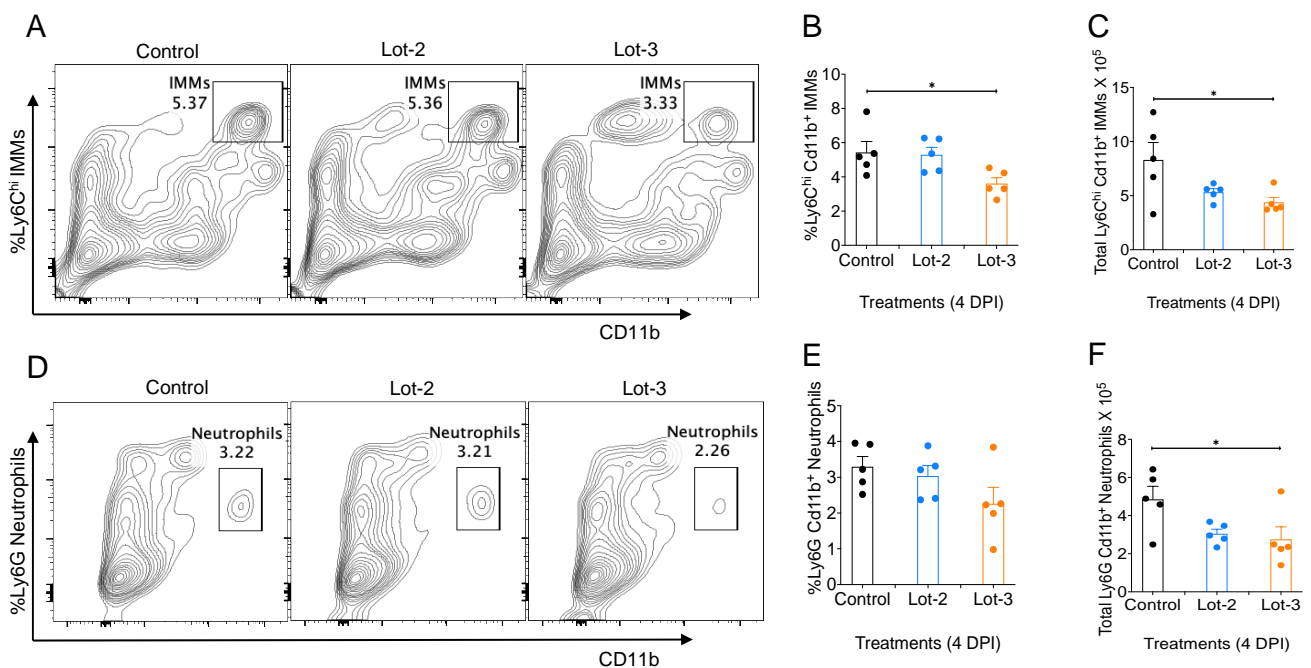 A
Control
Lot-2
Lot-3
IMMs
5.37
IMMs
5.36
IMMs
3.33
%Ly6Cʰⁱ IMMs
CD11b
B
%Ly6Cʰⁱ Cd11b⁺ IMMs
10
8
6
4
2
0
*
Control
Lot-2
Lot-3
Treatments (4 DPI)
C
Total Ly6Cʰⁱ Cd11b⁺ IMMs X 10⁵
15
10
5
0
*
Control
Lot-2
Lot-3
Treatments (4 DPI)
D
Control
Lot-2
Lot-3
Neutrophils
3.22
Neutrophils
3.21
Neutrophils
2.26
%Ly6G Neutrophils
CD11b
E
%Ly6G Cd11b⁺ Neutrophils
5
4
3
2
1
0
Control
Lot-2
Lot-3
Treatments (4 DPI)
F
Total Ly6G Cd11b⁺ Neutrophils X 10⁵
8
6
4
2
0
*
Control
Lot-2
Lot-3
Treatments (4 DPI)